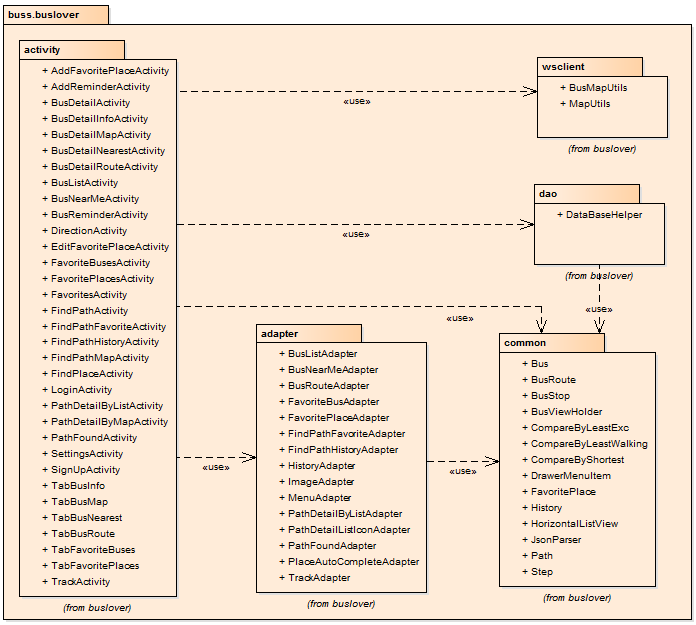 buss.buslover
activity
+ AddFavoritePlaceActivity
+ AddReminderActivity
+ BusDetailActivity
+ BusDetailInfoActivity
+ BusDetailMapActivity
+ BusDetailNearestActivity
+ BusDetailRouteActivity
+ BusListActivity
+ BusNearMeActivity
+ BusReminderActivity
+ DirectionActivity
+ EditFavoritePlaceActivity
+ FavoriteBusesActivity
+ FavoritePlacesActivity
+ FavoritesActivity
+ FindPathActivity
+ FindPathFavoriteActivity
+ FindPathHistoryActivity
+ FindPathMapActivity
+ FindPlaceActivity
+ LoginActivity
+ PathDetailByListActivity
+ PathDetailByMapActivity
+ PathFoundActivity
+ SettingsActivity
+ SignUpActivity
+ TabBusInfo
+ TabBusMap
+ TabBusNearest
+ TabBusRoute
+ TabFavoriteBuses
+ TabFavoritePlaces
+ TrackActivity
(from buslover)
«use»
wsclient
+ BusMapUtils
+ MapUtils
(from buslover)
«use»
dao
+ DataBaseHelper
(from buslover)
«use»
«use»
adapter
+ BusListAdapter
+ BusNearMeAdapter
+ BusRouteAdapter
+ FavoriteBusAdapter
+ FavoritePlaceAdapter
+ FindPathFavoriteAdapter
+ FindPathHistoryAdapter
+ HistoryAdapter
+ ImageAdapter
+ MenuAdapter
+ PathDetailByListAdapter
+ PathDetailListIconAdapter
+ PathFoundAdapter
+ PlaceAutoCompleteAdapter
+ TrackAdapter
(from buslover)
«use»
«use»
common
+ Bus
+ BusRoute
+ BusStop
+ BusViewHolder
+ CompareByLeastExc
+ CompareByLeastWalking
+ CompareByShortest
+ DrawerMenuItem
+ FavoritePlace
+ History
+ HorizontalListView
+ JsonParser
+ Path
+ Step
(from buslover)